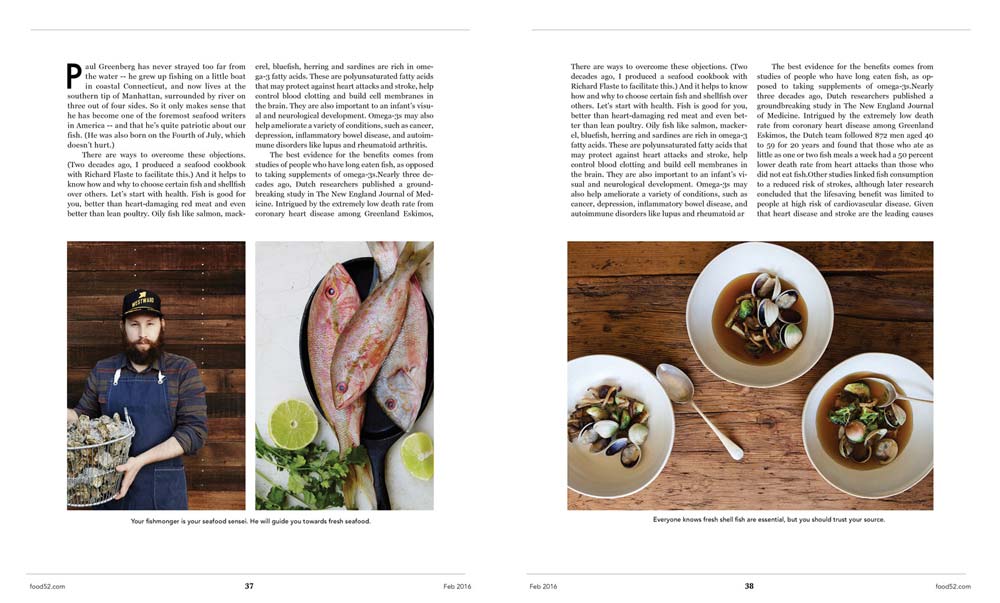 Paul Greenberg has never strayed too far from
the water -- he grew up fishing on a little boat
in coastal Connecticut, and now lives at the
southern tip of Manhattan, surrounded by river on
three out of four sides. So it only makes sense that
he has become one of the foremost seafood writers
in America -- and that he's quite patriotic about our
fish. (He was also born on the Fourth of July, which
doesn't hurt.)
There are ways to overcome these objections.
(Two decades ago, I produced a seafood cookbook
with Richard Flaste to facilitate this.) And it helps to
know how and why to choose certain fish and shellfish
over others. Let's start with health. Fish is good for
you, better than heart-damaging red meat and even
better than lean poultry. Oily fish like salmon, mack-
erel, bluefish, herring and sardines are rich in ome-
ga-3 fatty acids. These are polyunsaturated fatty acids
that may protect against heart attacks and stroke, help
control blood clotting and build cell membranes in
the brain. They are also important to an infant's visu-
al and neurological development. Omega-3s may also
help ameliorate a variety of conditions, such as cancer,
depression, inflammatory bowel disease, and autoim-
mune disorders like lupus and rheumatoid arthritis.
The best evidence for the benefits comes from
studies of people who have long eaten fish, as opposed
to taking supplements of omega-3s.Nearly three de-
cades ago, Dutch researchers published a ground-
breaking study in The New England Journal of Med-
icine. Intrigued by the extremely low death rate from
coronary heart disease among Greenland Eskimos,
WESTWARD
Your fishmonger is your seafood sensei. He will guide you towards fresh seafood.
food52.com
37
Feb 2016
There are ways to overcome these objections. (Two
decades ago, I produced a seafood cookbook with
Richard Flaste to facilitate this.) And it helps to know
how and why to choose certain fish and shellfish over
others. Let's start with health. Fish is good for you,
better than heart-damaging red meat and even bet-
ter than lean poultry. Oily fish like salmon, macker-
el, bluefish, herring and sardines are rich in omega-3
fatty acids. These are polyunsaturated fatty acids that
may protect against heart attacks and stroke, help
control blood clotting and build cell membranes in
the brain. They are also important to an infant's vi-
sual and neurological development. Omega-3s may
also help ameliorate a variety of conditions, such as
cancer, depression, inflammatory bowel disease, and
autoimmune disorders like lupus and rheumatoid ar
The best evidence for the benefits comes from
studies of people who have long eaten fish, as op-
posed to taking supplements of omega-3s.Nearly
three decades ago, Dutch researchers published a
groundbreaking study in The New England Journal
of Medicine. Intrigued by the extremely low death
rate from coronary heart disease among Greenland
Eskimos, the Dutch team followed 872 men aged 40
to 59 for 20 years and found that those who ate as
little as one or two fish meals a week had a 50 percent
lower death rate from heart attacks than those who
did not eat fish.Other studies linked fish consumption
to a reduced risk of strokes, although later research
concluded that the lifesaving benefit was limited to
people at high risk of cardiovascular disease. Given
that heart disease and stroke are the leading causes
Everyone knows fresh shell fish are essential, but you should trust your source.
Feb 2016
38
food52.com